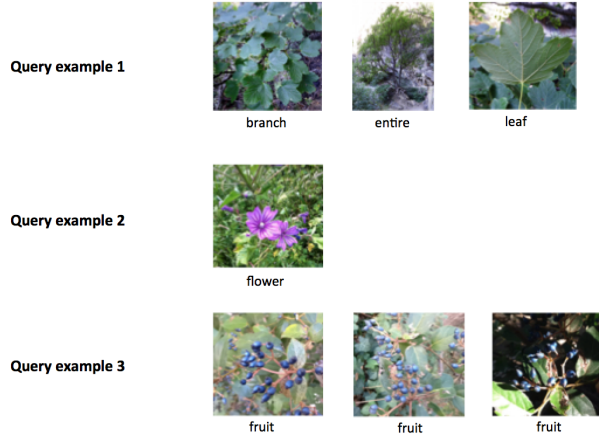 Query example 1
branch
entire
leaf
Query example 2
flower
Query example 3
fruit
fruit
fruit